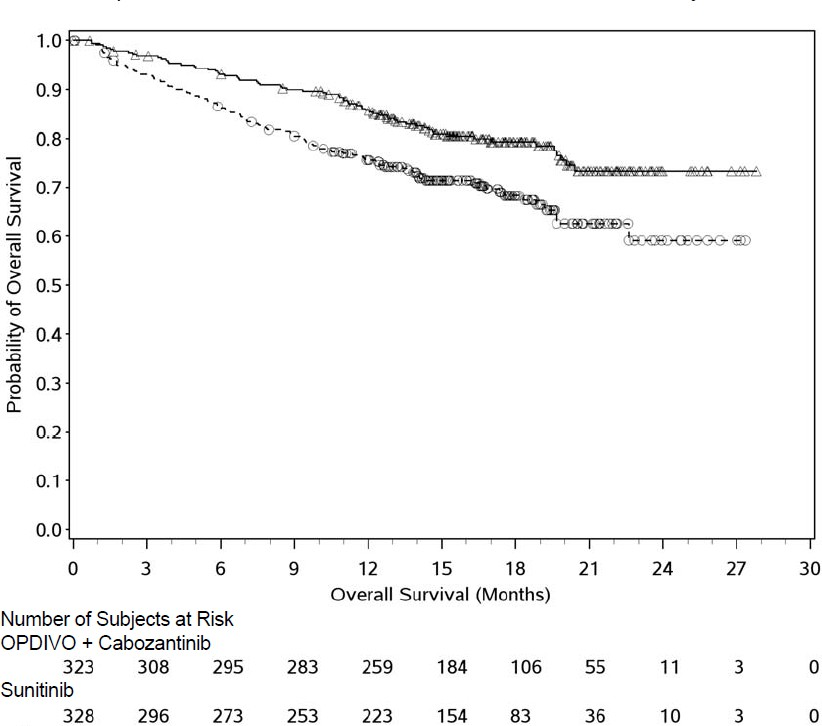 1.0
0.9
0.8
0.7
0.6
0.5
0.4
0.3
0.2
0.1
0.0
Probability of Overall Survival
0 3 6 9 12 15 18 21 24 27 30
Overall Survival (Months)
Number of Subjects at Risk
OPDIVO + Cabozantinib
323 308 295 283 259 184 106 55 11 3 0
Sunitinib
328 296 273 253 223 154 83 36 10 3 0